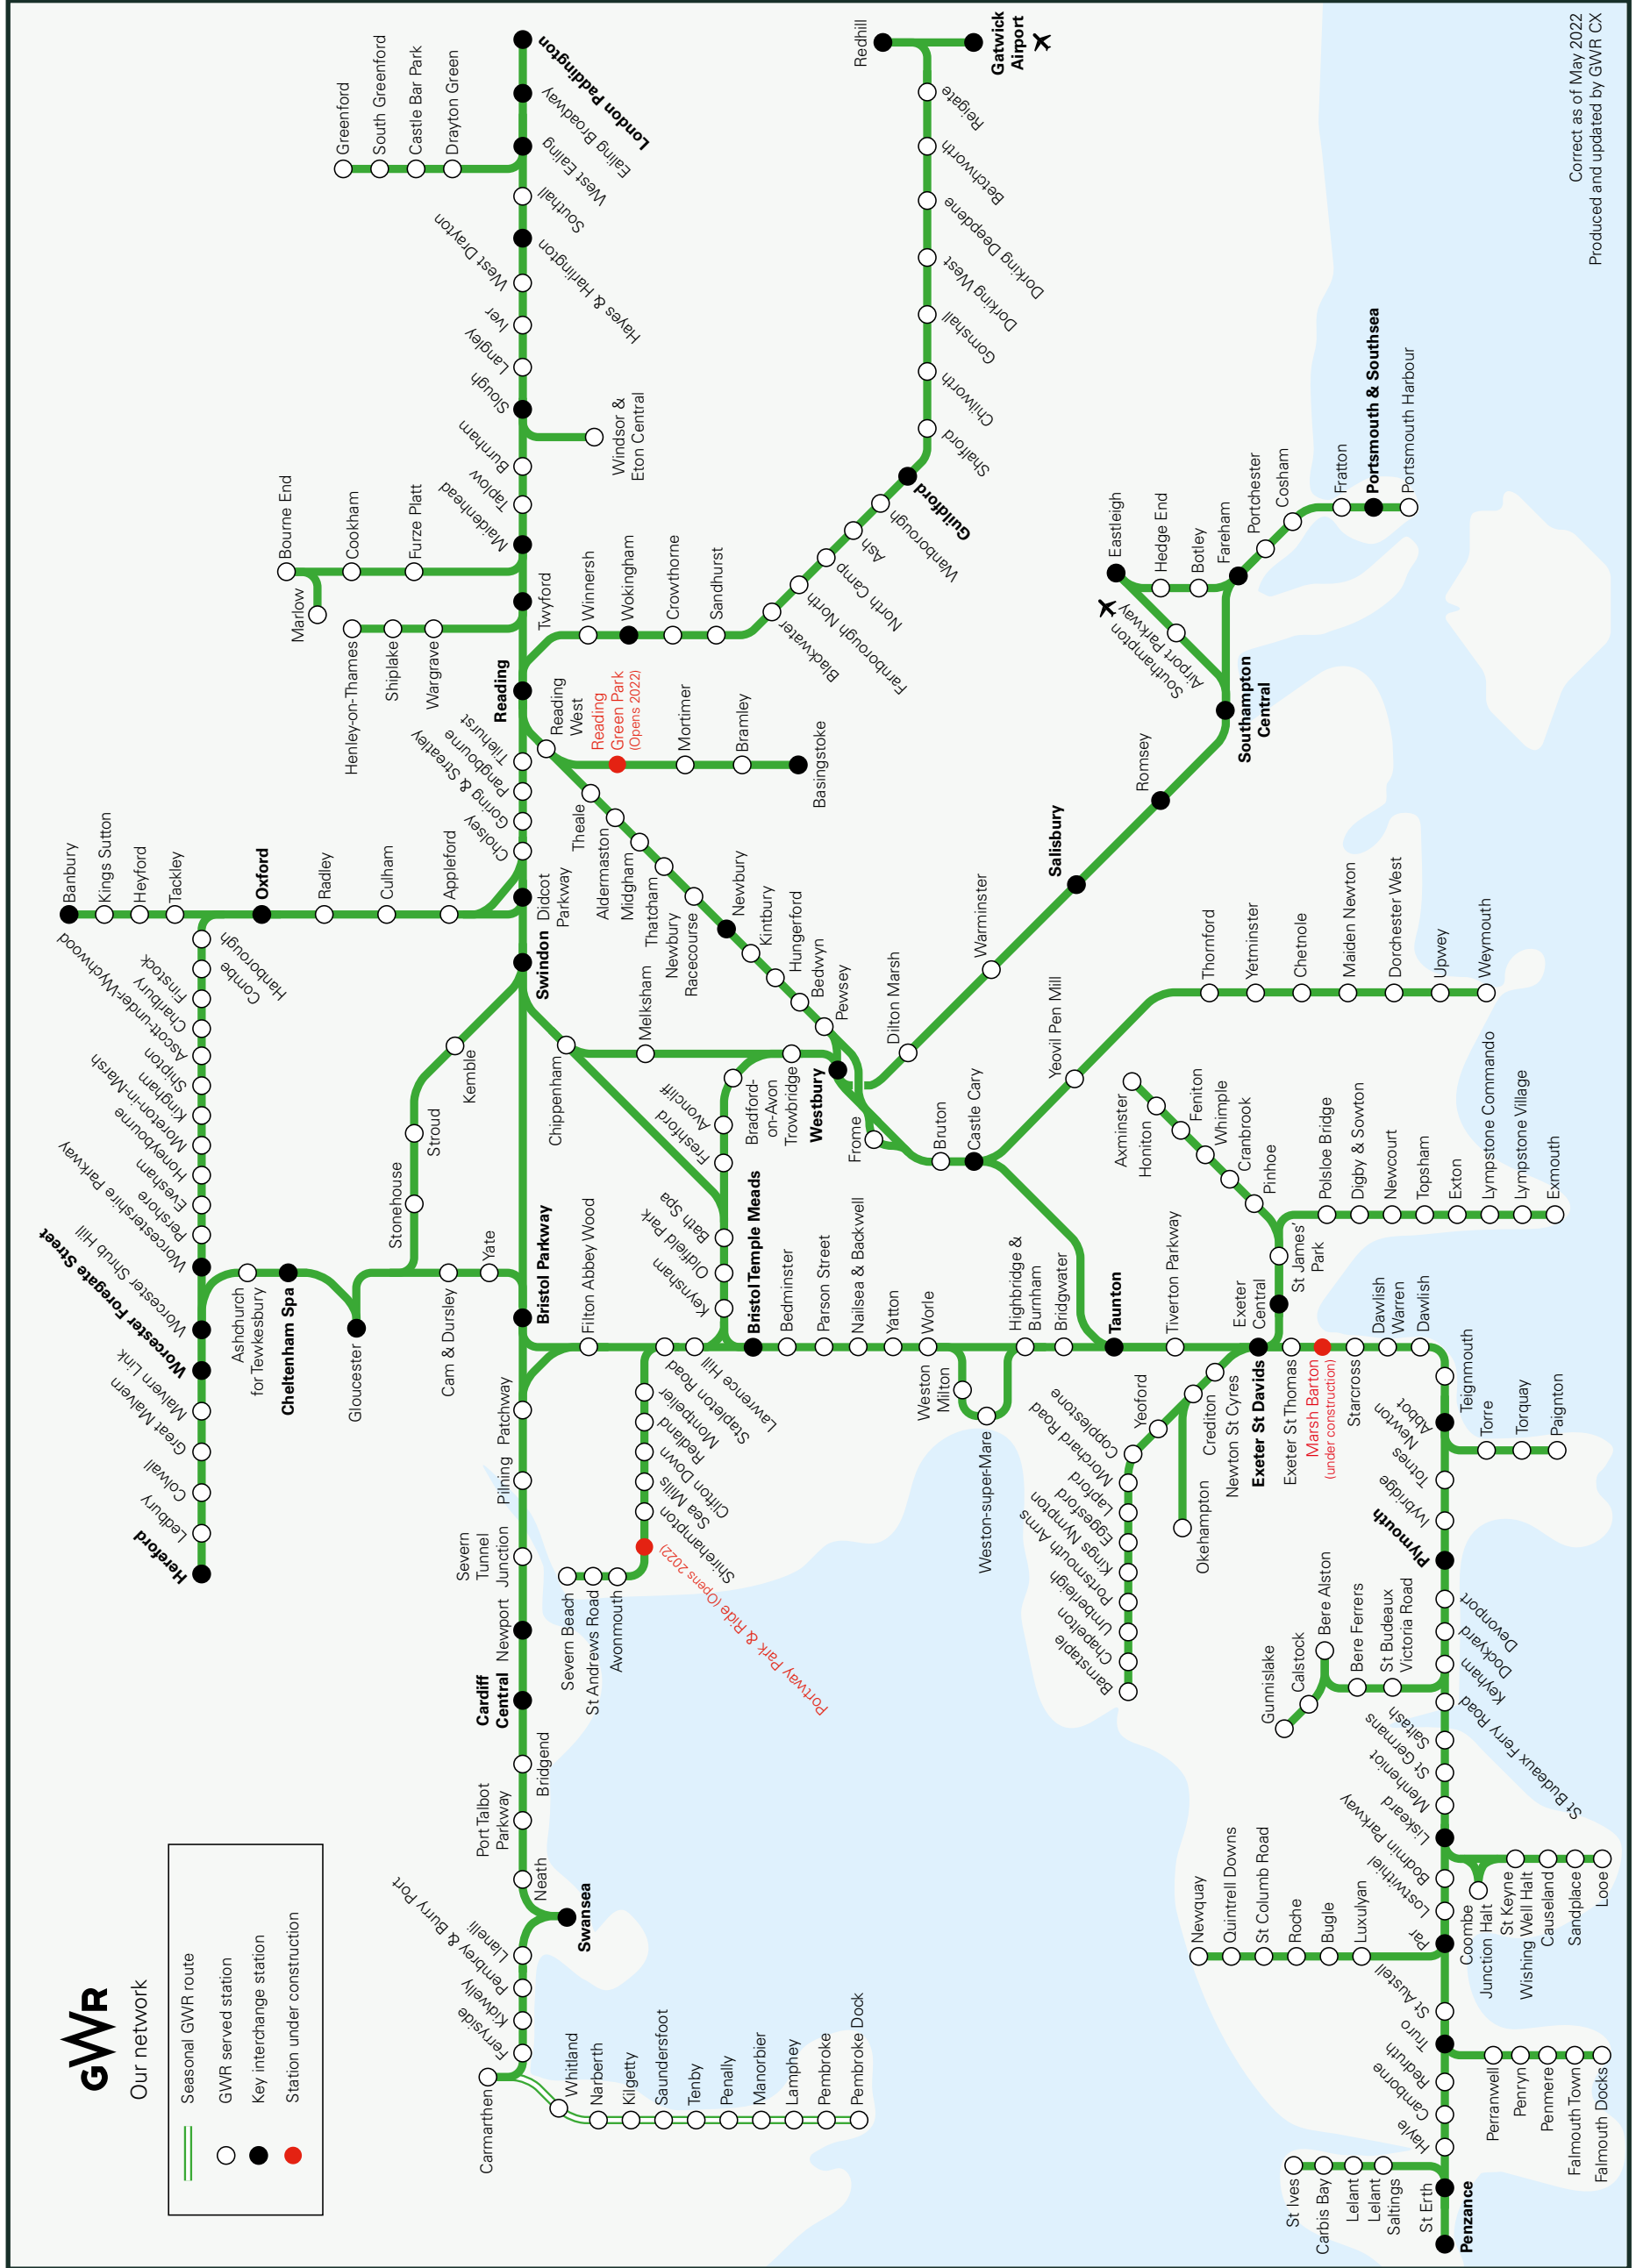 GWR
Our network
Seasonal GWR route
GWR served station
Key interchange station
Station under construction
Hereford
Ledbury
Colwall
Great Malvern
Malvern Link
Worcester Foregate Street
Worcester Shrub Hill
Worcestershire Parkway
Pershore
Evesham
Honeybourne
Moreton-in-Marsh
Kingham
Shipton
Ascott-under-Wychwood
Charlbury
Finstock
Combe
Hanborough
Banbury
Kings Sutton
Heyford
Tackley
Oxford
Radley
Culham
Appleford
Ashchurch
for Tewkesbury
Cheltenham Spa
Gloucester
Stonehouse
Stroud
Kemble
Cam & Dursley
Yate
Bourne End
Marlow
Cookham
Furze Platt
Henley-on-Thames
Shiplake
Wargrave
Greenford
South Greenford
Castle Bar Park
Drayton Green
Carmarthen
Ferryside
Kidwelly
Pembrey & Burry Port
Llanelli
Swansea
Neath
Port Talbot
Parkway
Bridgend
Cardiff
Central
Newport
Severn
Tunnel
Junction
Pilning
Patchway
Bristol Parkway
Swindon
Didcot
Parkway
Cholsey
Goring & Streatley
Pangbourne
Tilehurst
Reading
Twyford
Maidenhead
Taplow
Burnham
Slough
Langley
Iver
West Drayton
Hayes & Harlington
Southall
West Ealing
Ealing Broadway
London Paddington
Windsor &
Eton Central
Whitland
Narberth
Kilgetty
Saundersfoot
Tenby
Penally
Manorbier
Lamphey
Pembroke
Pembroke Dock
Severn Beach
St Andrews Road
Avonmouth
Portway Park & Ride (Opens 2022)
Shirehampton
Sea Mills
Clifton Down
Redland
Montpelier
Stapleton Road
Lawrence Hill
Filton Abbey Wood
Bristol Temple Meads
Keynsham
Oldfield Park
Bath Spa
Freshford
Avoncliff
Bradford-
on-Avon
Trowbridge
Westbury
Chippenham
Melksham
Reading
West
Reading
Green Park
(Opens 2022)
Mortimer
Bramley
Basingstoke
Theale
Aldermaston
Midgham
Thatcham
Newbury
Racecourse
Newbury
Kintbury
Hungerford
Bedwyn
Pewsey
Winnersh
Wokingham
Crowthorne
Sandhurst
Blackwater
Farnborough North
North Camp
Ash
Wanborough
Guildford
Shalford
Chilworth
Gomshall
Dorking West
Dorking Deepdene
Betchworth
Reigate
Redhill
Gatwick
Airport
Bedminster
Parson Street
Nailsea & Backwell
Yatton
Worle
Weston
Milton
Weston-super-Mare
Highbridge &
Burnham
Bridgwater
Taunton
Tiverton Parkway
Frome
Bruton
Castle Cary
Dilton Marsh
Warminster
Salisbury
Romsey
Southampton
Central
Southampton
Airport Parkway
Eastleigh
Hedge End
Botley
Fareham
Portchester
Cosham
Fratton
Portsmouth & Southsea
Portsmouth Harbour
Yeovil Pen Mill
Thornford
Yetminster
Chetnole
Maiden Newton
Dorchester West
Upwey
Weymouth
Axminster
Honiton
Feniton
Whimple
Cranbrook
Pinhoe
Exeter
Central
St James'
Park
Polsloe Bridge
Digby & Sowton
Newcourt
Topsham
Exton
Lympstone Commando
Lympstone Village
Exmouth
Barnstaple
Chapelton
Umberleigh
Portsmouth Arms
Kings Nympton
Eggesford
Lapford
Morchard Road
Copplestone
Yeoford
Okehampton
Crediton
Newton St Cyres
Exeter St Davids
Exeter St Thomas
Marsh Barton
(under construction)
Starcross
Dawlish
Warren
Dawlish
Teignmouth
Newton
Abbot
Torre
Torquay
Paignton
Totnes
Ivybridge
Plymouth
Devonport
Dockyard
Keyham
St Budeaux Ferry Road
Gunnislake
Calstock
Bere Alston
Bere Ferrers
St Budeaux
Victoria Road
Saltash
St Germans
Menheniot
Liskeard
Coombe
Junction Halt
St Keyne
Wishing Well Halt
Causeland
Sandplace
Looe
Bodmin Parkway
Lostwithiel
Par
Newquay
Quintrell Downs
St Columb Road
Roche
Bugle
Luxulyan
St Austell
Truro
Perranwell
Penryn
Penmere
Falmouth Town
Falmouth Docks
Redruth
Camborne
Hayle
St Ives
Carbis Bay
Lelant
Lelant
Saltings
St Erth
Penzance
Correct as of May 2022
Produced and updated by GWR CX